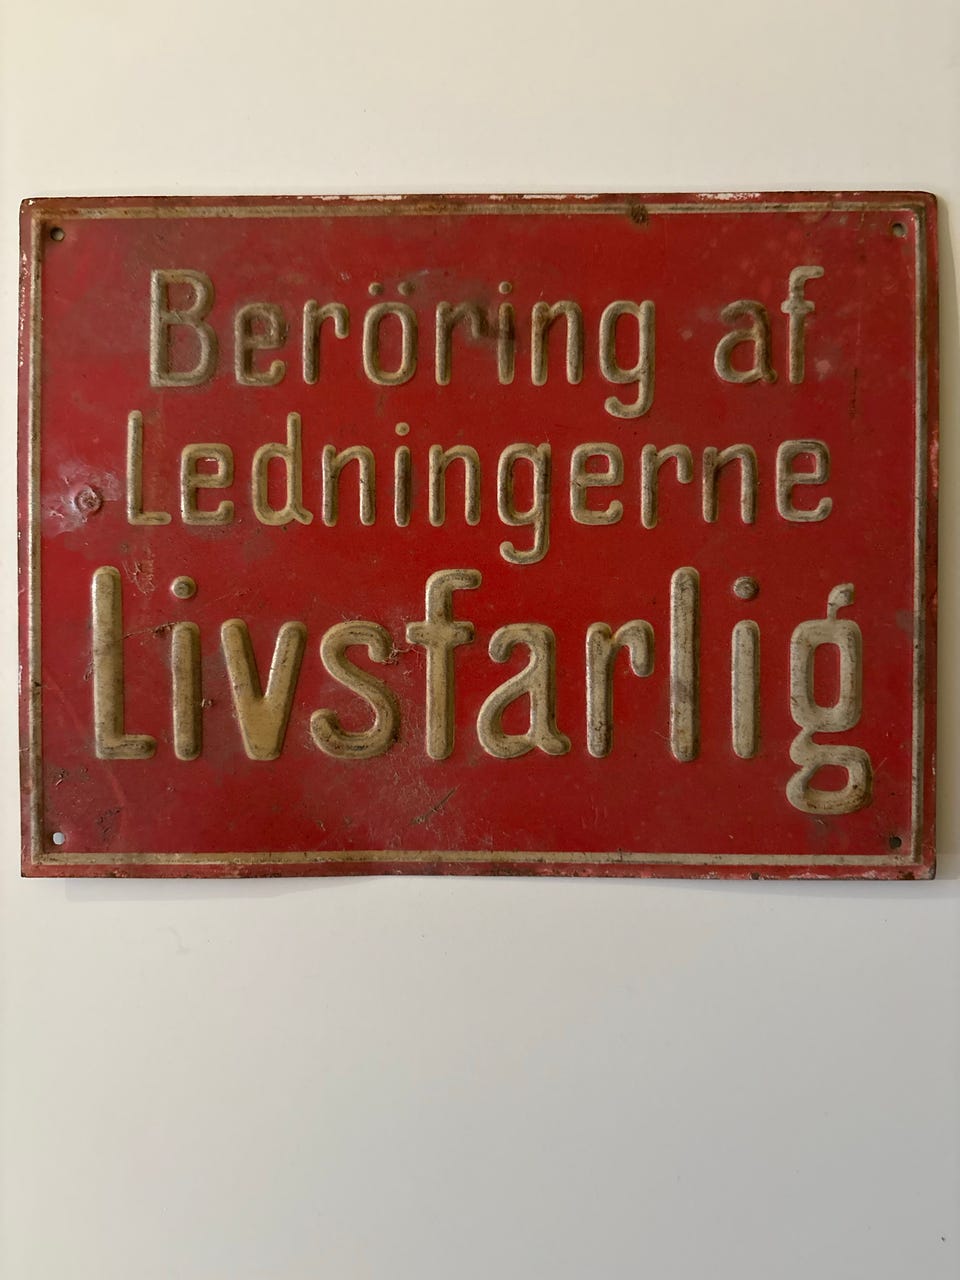 Beröring af
Ledningerne
Livsfarlig